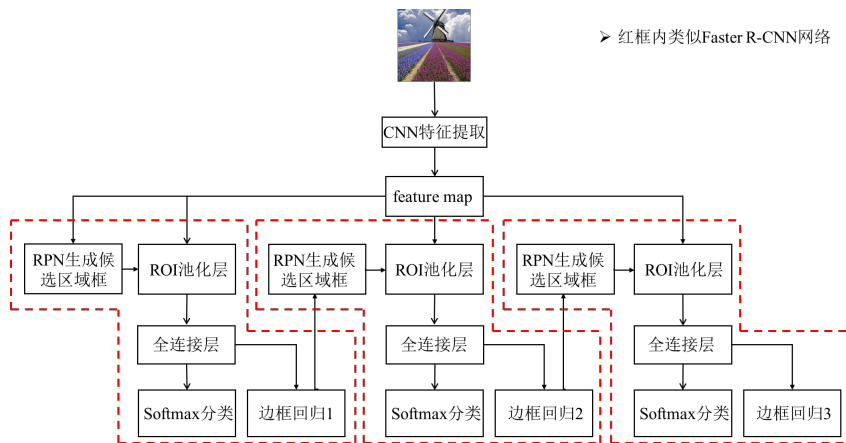 ➢ 红框内类似Faster R-CNN网络
CNN特征提取
feature map
RPN生成候
选区域框
ROI池化层
RPN生成候
选区域框
ROI池化层
RPN生成候
选区域框
ROI池化层
全连接层
全连接层
全连接层
Softmax分类
边框回归1
Softmax分类
边框回归2
Softmax分类
边框回归3